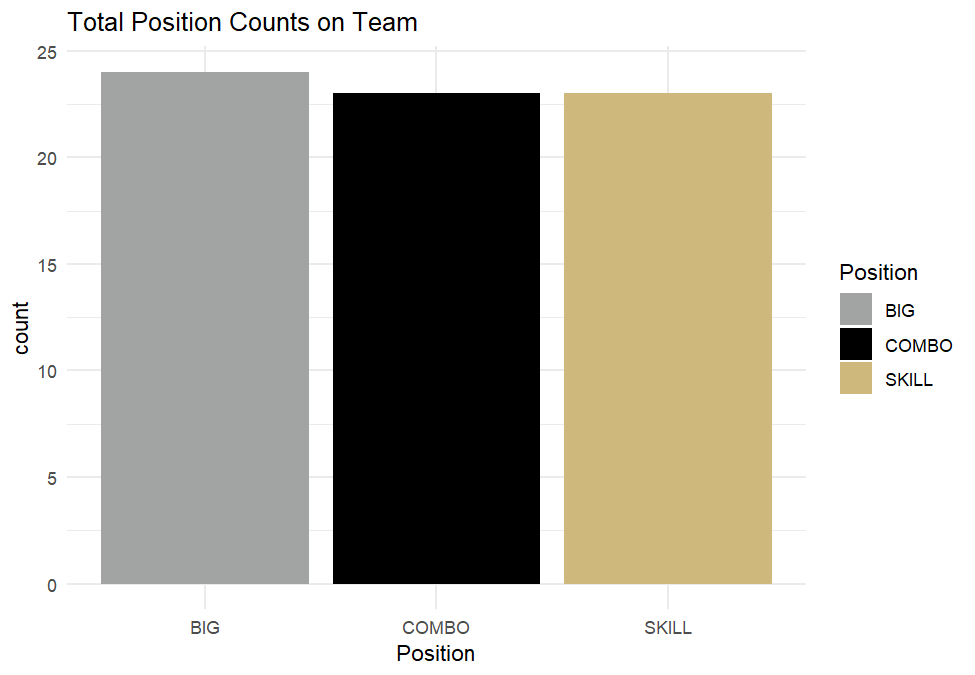 Total Position Counts on Team
25
20
15
10
5
0
count
BIG
COMBO
SKILL
Position
Position
BIG
COMBO
SKILL